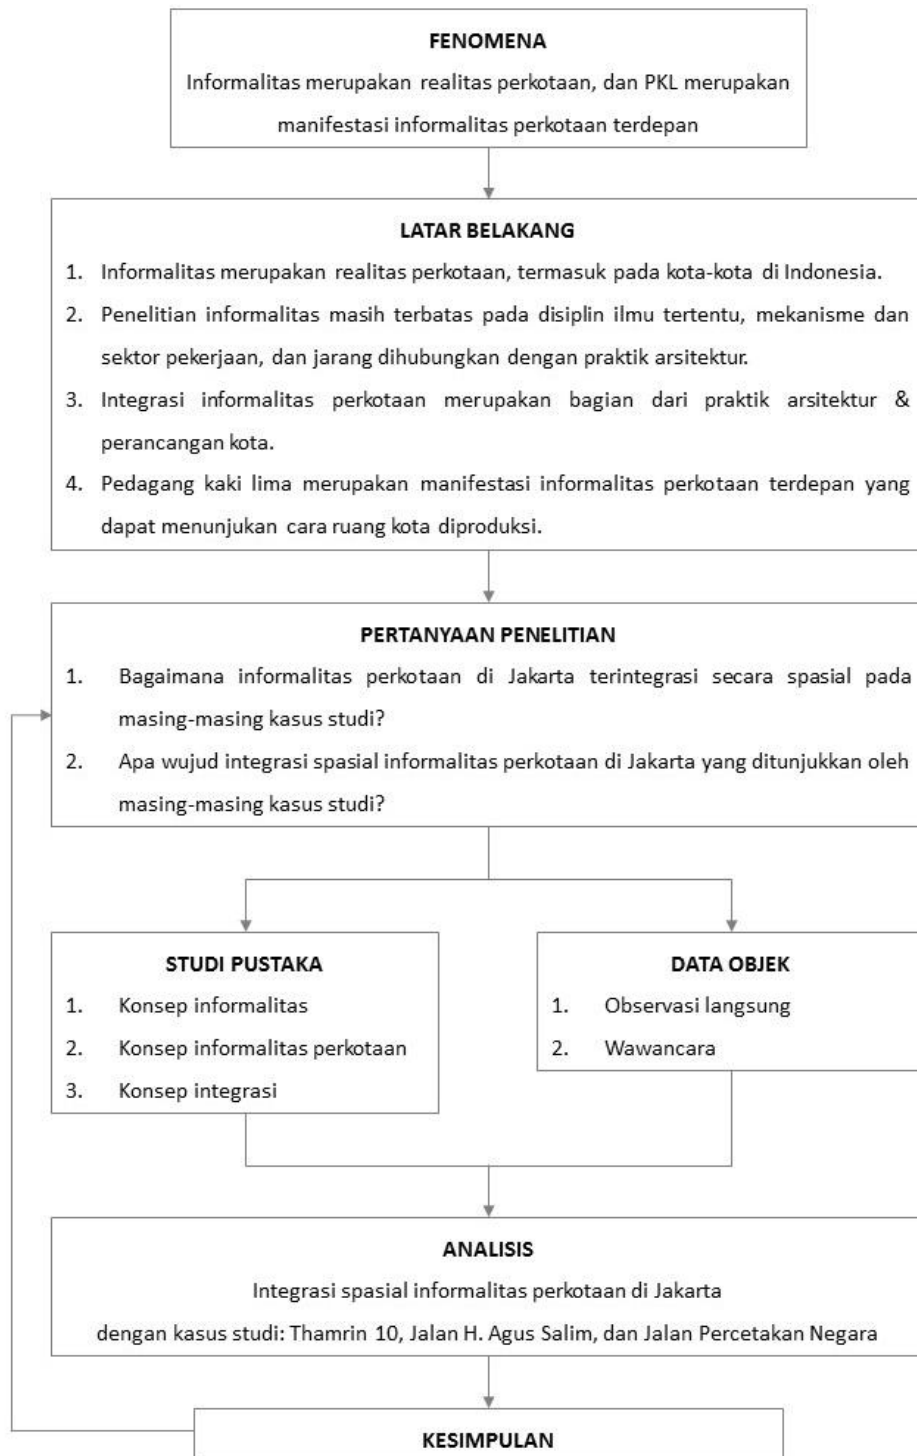 FENOMENA
Informalitas merupakan realitas perkotaan, dan PKL merupakan
manifestasi informalitas perkotaan terdepan
LATAR BELAKANG
1. Informalitas merupakan realitas perkotaan, termasuk pada kota-kota di Indonesia.
2. Penelitian informalitas masih terbatas pada disiplin ilmu tertentu, mekanisme dan
sektor pekerjaan, dan jarang dihubungkan dengan praktik arsitektur.
3. Integrasi informalitas perkotaan merupakan bagian dari praktik arsitektur &
perancangan kota.
4. Pedagang kaki lima merupakan manifestasi informalitas perkotaan terdepan yang
dapat menunjukan cara ruang kota diproduksi.
PERTANYAAN PENELITIAN
1. Bagaimana informalitas perkotaan di Jakarta terintegrasi secara spasial pada
masing-masing kasus studi?
2. Apa wujud integrasi spasial informalitas perkotaan di Jakarta yang ditunjukkan oleh
masing-masing kasus studi?
STUDI PUSTAKA
1. Konsep informalitas
2. Konsep informalitas perkotaan
3. Konsep integrasi
DATA OBJEK
1. Observasi langsung
2. Wawancara
ANALISIS
Integrasi spasial informalitas perkotaan di Jakarta
dengan kasus studi: Thamrin 10, Jalan H. Agus Salim, dan Jalan Percetakan Negara
KESIMPULAN